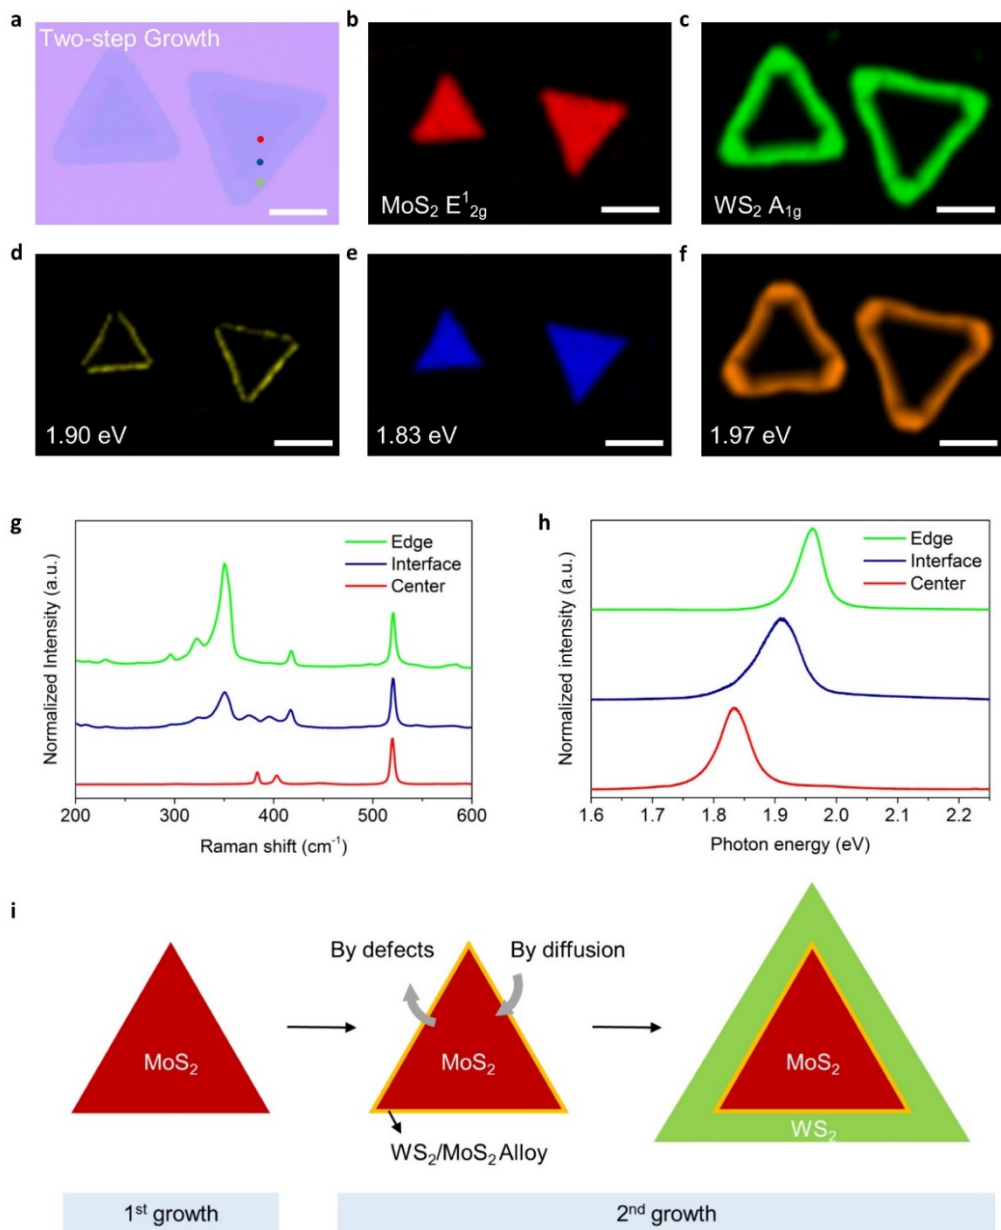 a
Two-step Growth
b
MoS₂ E¹₂g
c
WS₂ A₁g
d
1.90 eV
e
1.83 eV
f
1.97 eV
g
Normalized Intensity (a.u.)
Edge
Interface
Center
200 300 400 500 600
Raman shift (cm⁻¹)
h
Normalized intensity (a.u.)
Edge
Interface
Center
1.6 1.7 1.8 1.9 2.0 2.1 2.2
Photon energy (eV)
i
By defects
By diffusion
MoS₂
MoS₂
MoS₂
WS₂
WS₂/MoS₂ Alloy
1st growth
2nd growth